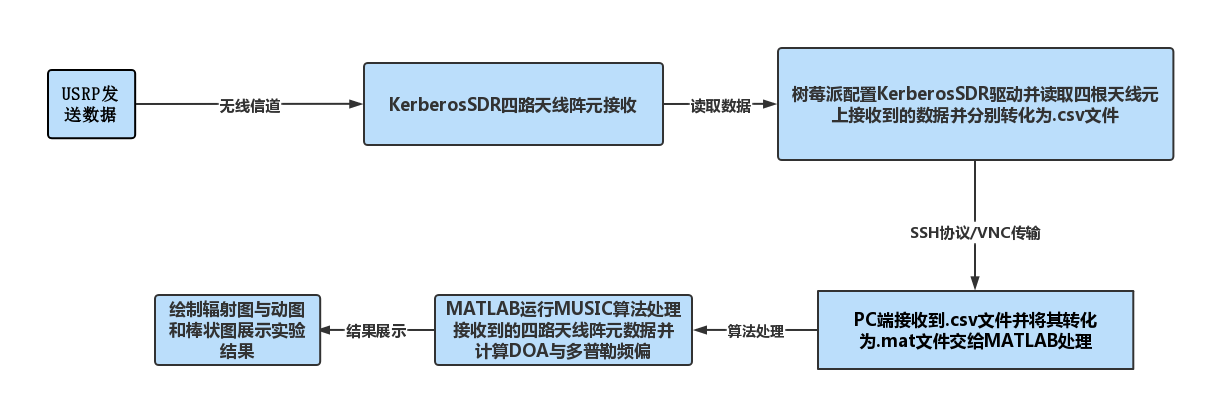 USRP发
送数据
无线信道
KerberosSDR四路天线阵元接收
读取数据
树莓派配置KerberosSDR驱动并读取四根天线元
上接收到的数据并分别转化为.csv文件
SSH协议/VNC传输
PC端接收到.csv文件并将其转化
为.mat文件交给MATLAB处理
算法处理
MATLAB运行MUSIC算法处理
接收到的四路天线阵元数据并
计算DOA与多普勒频偏
结果展示
绘制辐射图与动图
和棒状图展示实验
结果